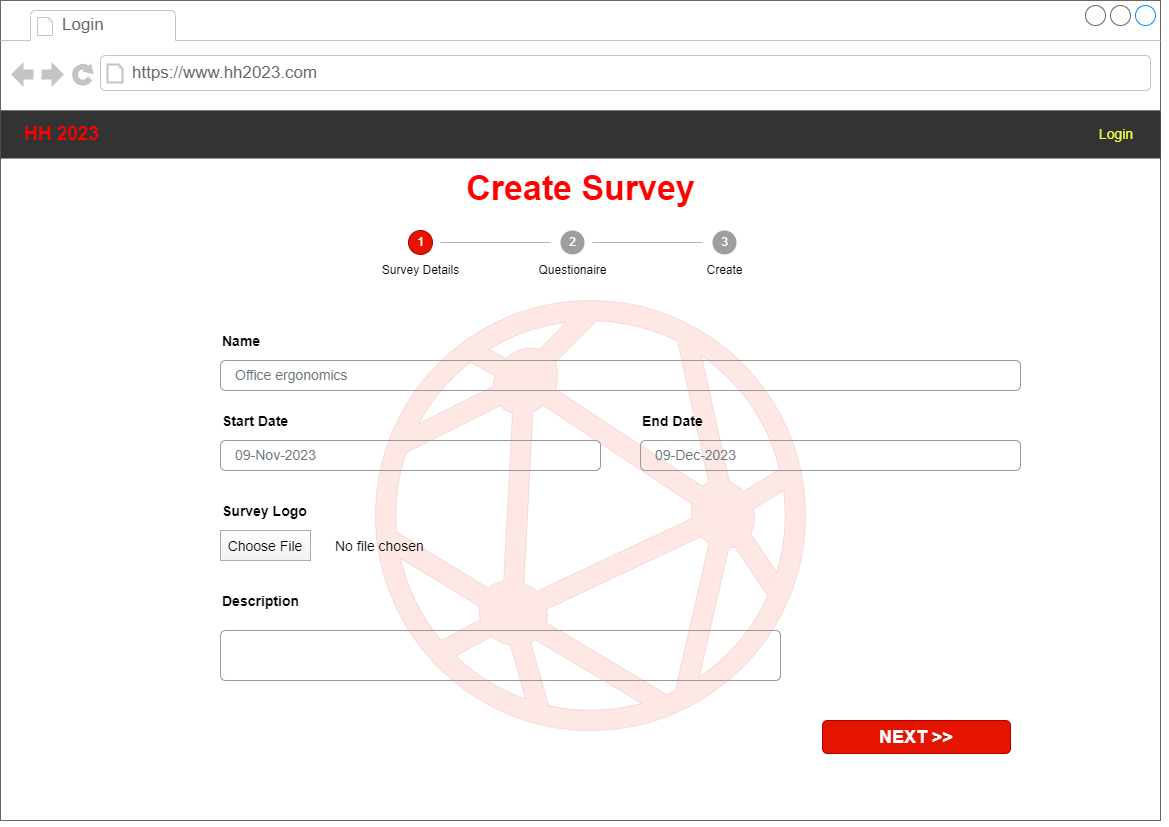 Login
https://www.hh2023.com
HH 2023
Login
Create Survey
1
2
3
Survey Details
Questionaire
Create
Name
Office ergonomics
Start Date
End Date
09-Nov-2023
09-Dec-2023
Survey Logo
Choose File
No file chosen
Description
NEXT >>